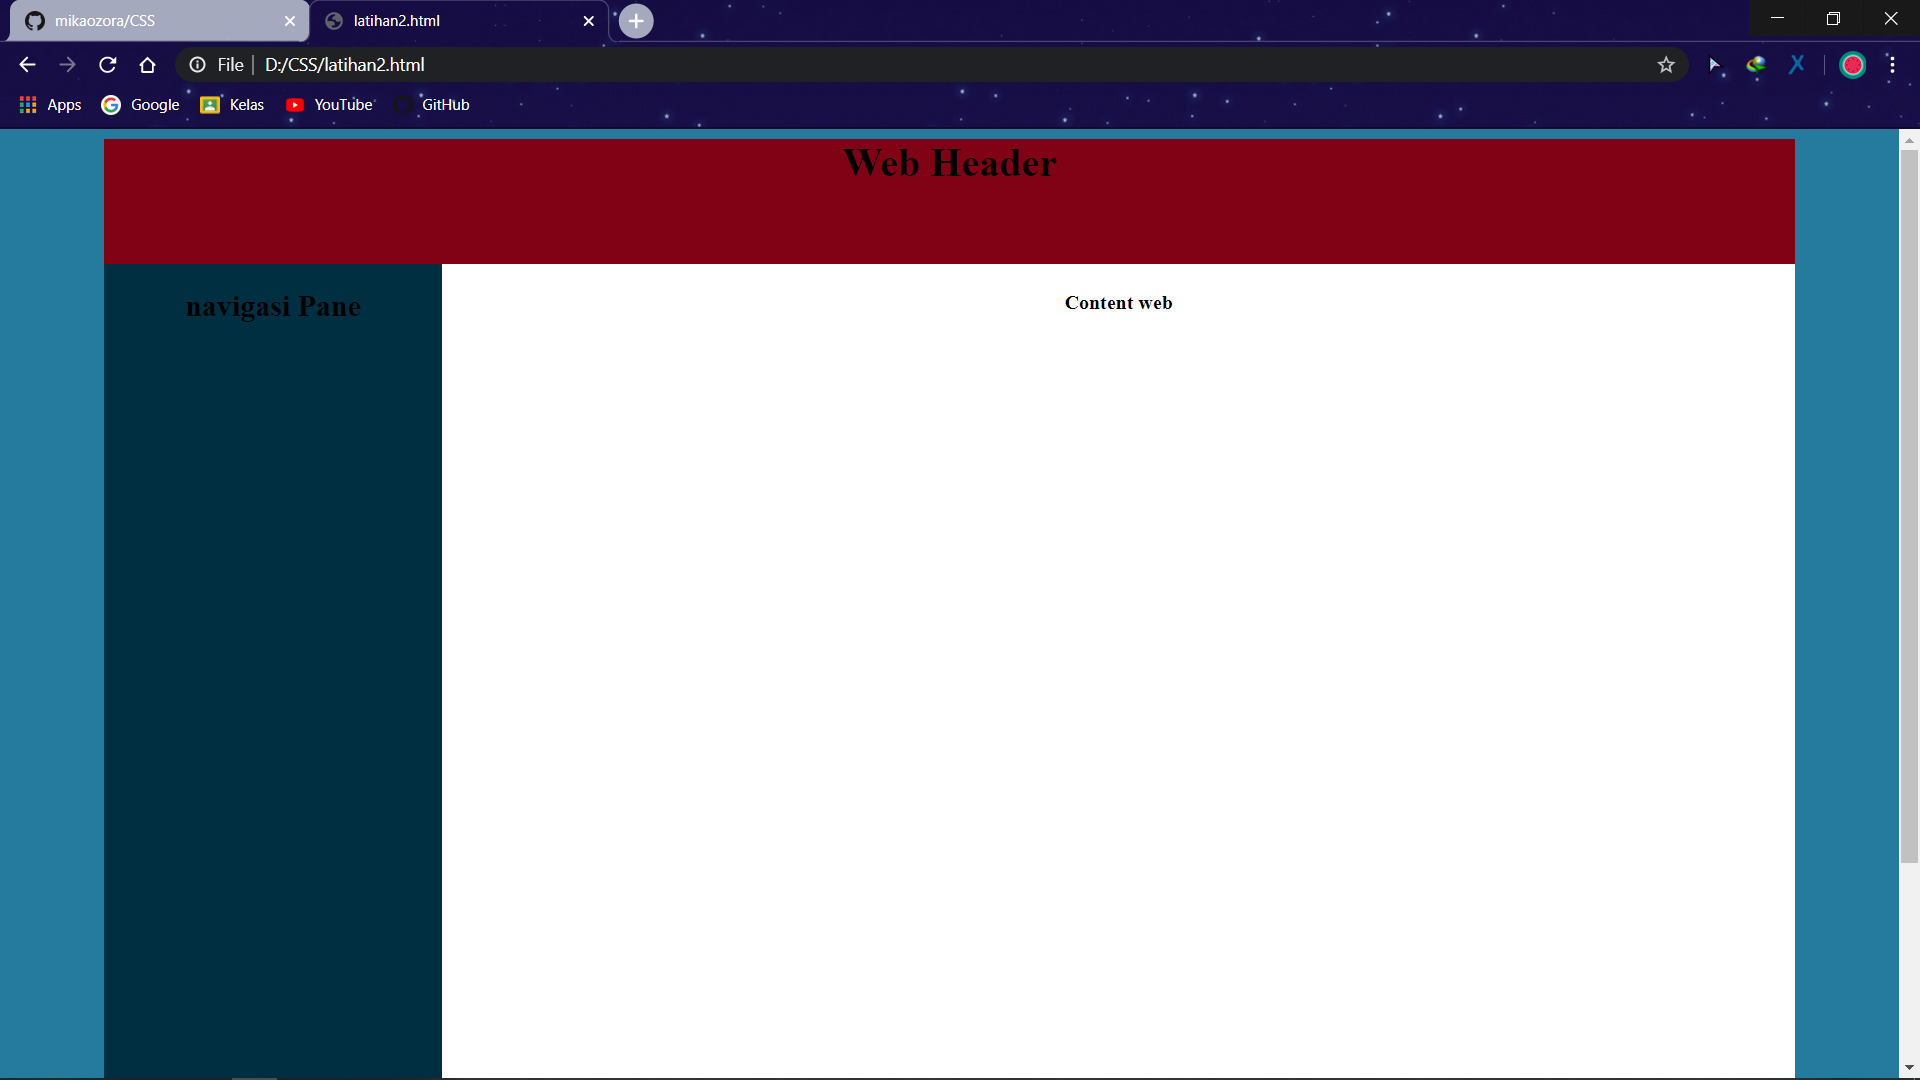 mikaozora/CSS
latihan2.html
File
D:/CSS/latihan2.html
Apps
Google
Kelas
YouTube
GitHub
Web Header
navigasi Pane
Content web